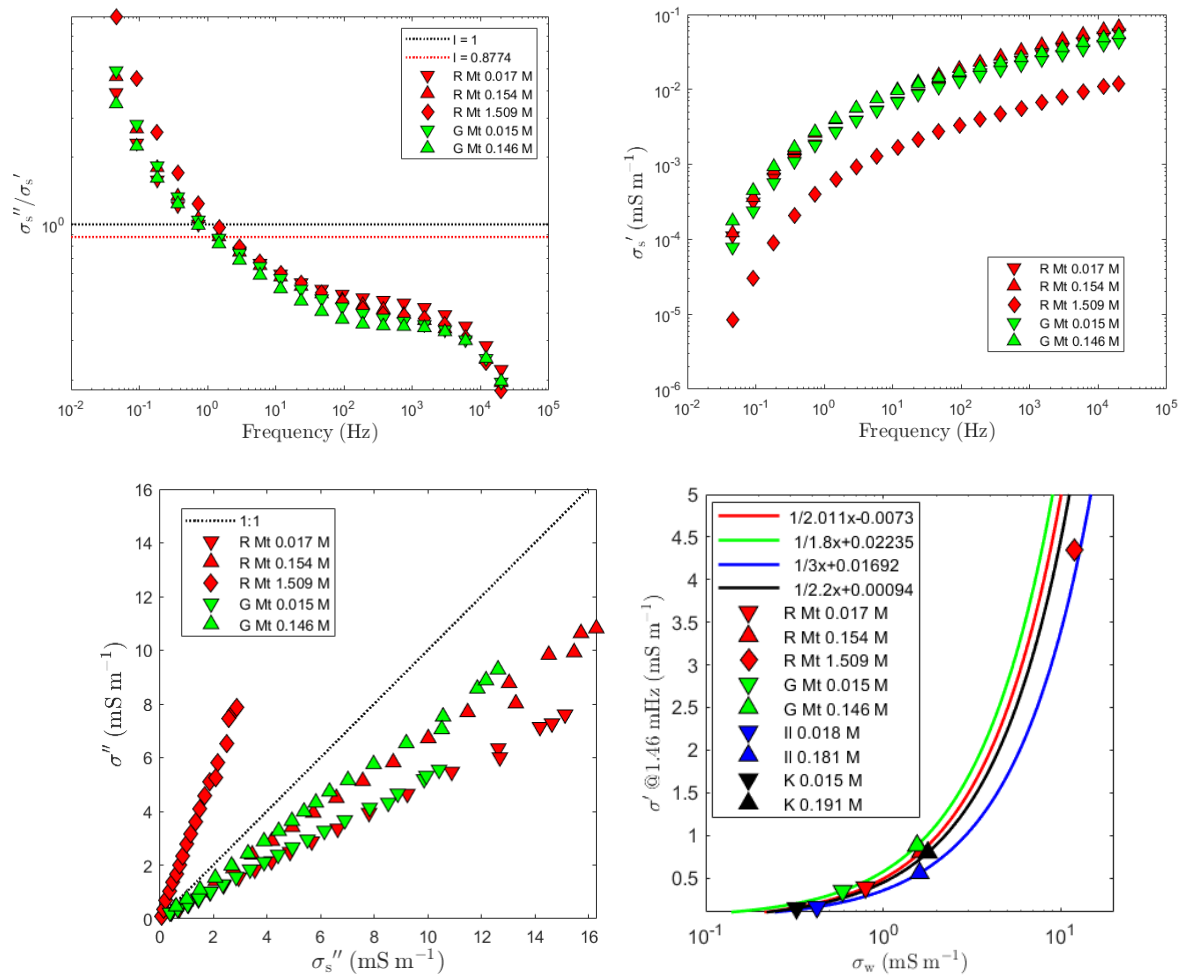 l = 1
l = 0.8774
R Mt 0.017 M
R Mt 0.154 M
R Mt 1.509 M
G Mt 0.015 M
G Mt 0.146 M
10⁰
σₛ''/σₛ'
10⁻² 10⁻¹ 10⁰ 10¹ 10² 10³ 10⁴ 10⁵
Frequency (Hz)
10⁻¹
10⁻²
10⁻³
10⁻⁴
10⁻⁵
10⁻⁶
σₛ' (mS m⁻¹)
R Mt 0.017 M
R Mt 0.154 M
R Mt 1.509 M
G Mt 0.015 M
G Mt 0.146 M
10⁻² 10⁻¹ 10⁰ 10¹ 10² 10³ 10⁴ 10⁵
Frequency (Hz)
16
14
12
10
8
6
4
2
0
σ'' (mS m⁻¹)
1:1
R Mt 0.017 M
R Mt 0.154 M
R Mt 1.509 M
G Mt 0.015 M
G Mt 0.146 M
0 2 4 6 8 10 12 14 16
σₛ'' (mS m⁻¹)
5
4.5
4
3.5
3
2.5
2
1.5
1
0.5
σ' @1.46 mHz (mS m⁻¹)
1/2.011x-0.0073
1/1.8x+0.02235
1/3x+0.01692
1/2.2x+0.00094
R Mt 0.017 M
R Mt 0.154 M
R Mt 1.509 M
G Mt 0.015 M
G Mt 0.146 M
Il 0.018 M
Il 0.181 M
K 0.015 M
K 0.191 M
10⁻¹ 10⁰ 10¹
σ_w (mS m⁻¹)